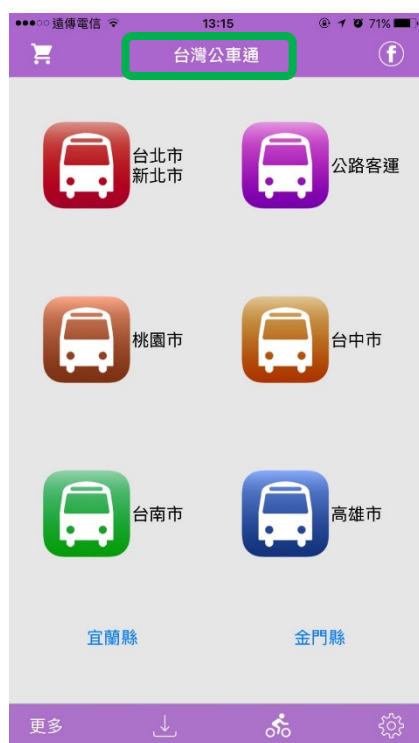 遠傳電信 13:15 71%
台灣公車通
f
台北市
新北市
公路客運
桃園市
台中市
台南市
高雄市
宜蘭縣
金門縣
更多